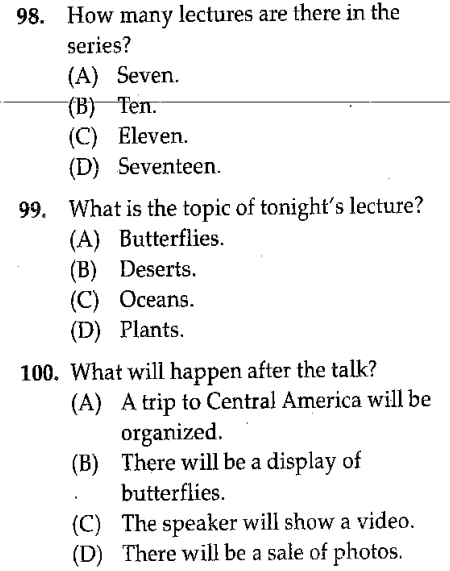 98. How many lectures are there in the
series?
(A) Seven.
(B) Ten.
(C) Eleven.
(D) Seventeen.
99. What is the topic of tonight's lecture?
(A) Butterflies.
(B) Deserts.
(C) Oceans.
(D) Plants.
100. What will happen after the talk?
(A) A trip to Central America will be
organized.
(B) There will be a display of
butterflies.
(C) The speaker will show a video.
(D) There will be a sale of photos.